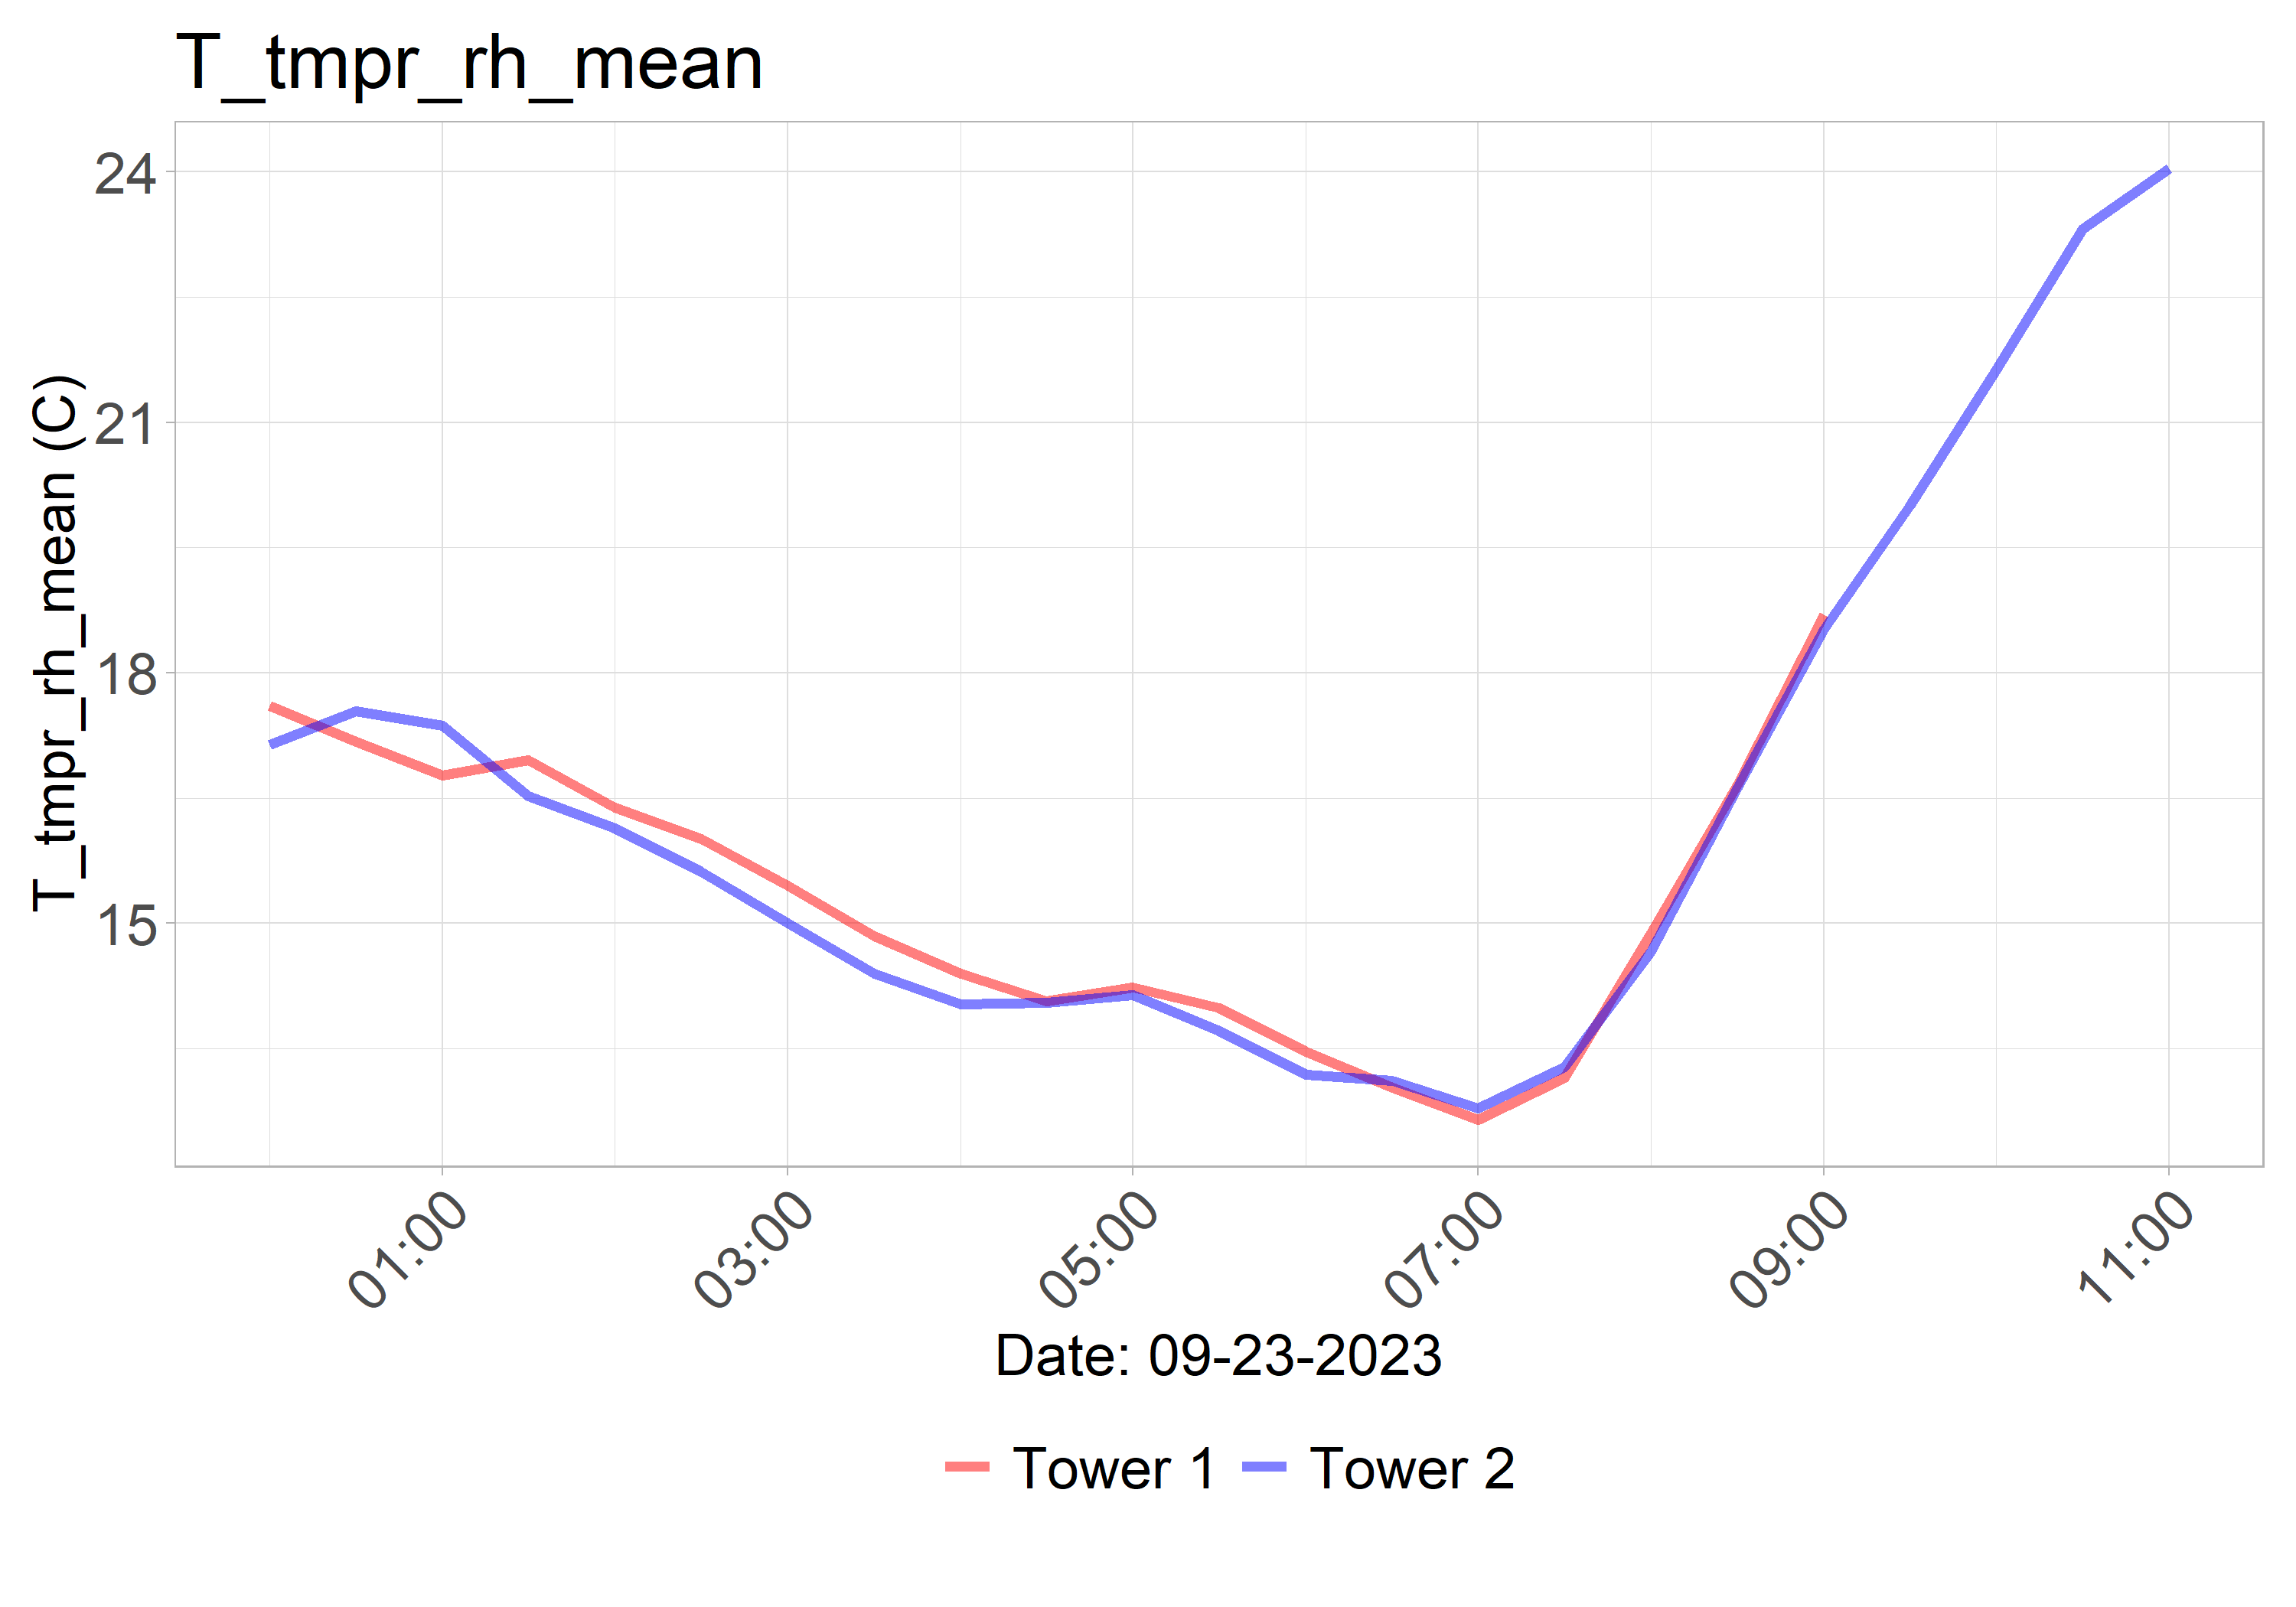 T_tmpr_rh_mean
T_tmpr_rh_mean (C)
24
21
18
15
01:00 03:00 05:00 07:00 09:00 11:00
Date: 09-23-2023
Tower 1 Tower 2